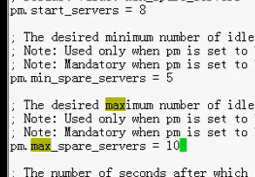 pm.start_servers = 8
; The desired minimum number of idle
; Note: Used only when pm is set to
; Note: Mandatory when pm is set to
pm.min_spare_servers = 5
; The desired maximum number of idle
; Note: Used only when pm is set to
; Note: Mandatory when pm is set to
pm.max_spare_servers = 10
; The number of seconds after which